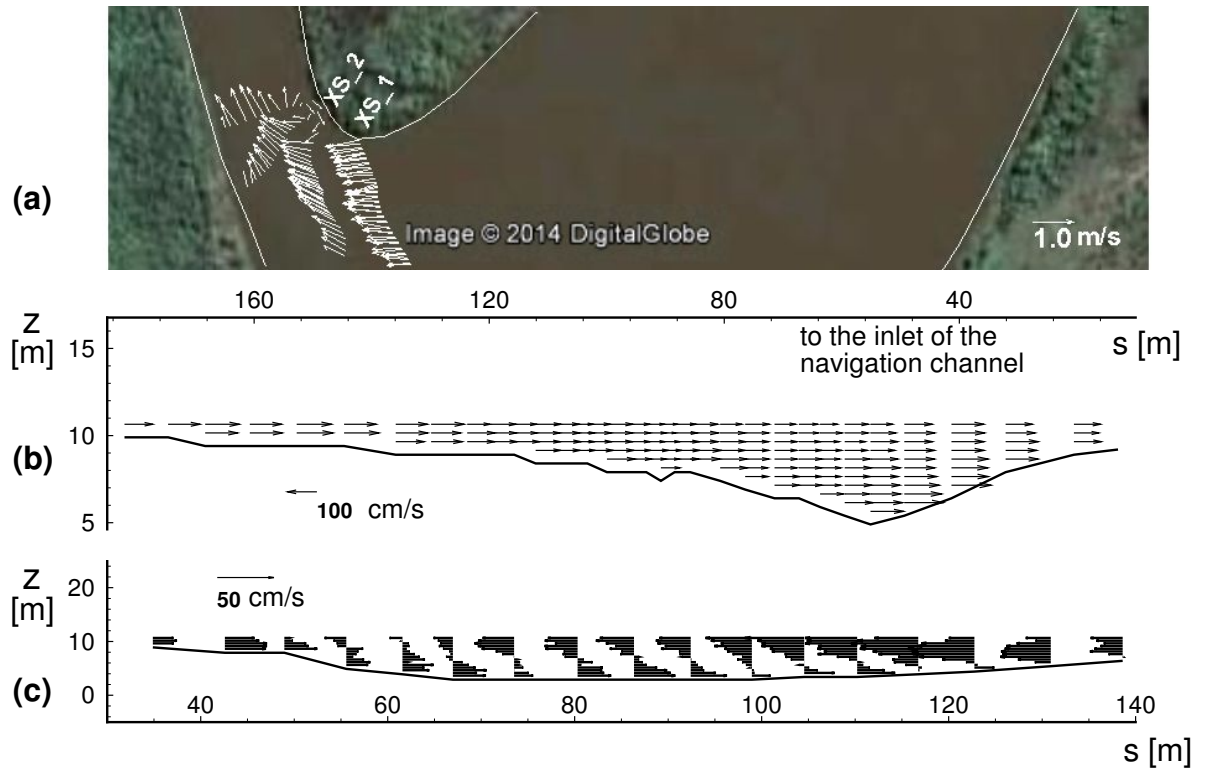 XS_2
XS_1
(a)
Image © 2014 DigitalGlobe
1.0 m/s
160 120 80 40
z
[m]
to the inlet of the
navigation channel
s [m]
15
10
5
(b)
100 cm/s
z
[m]
50 cm/s
20
10
0
(c)
40 60 80 100 120 140
s [m]